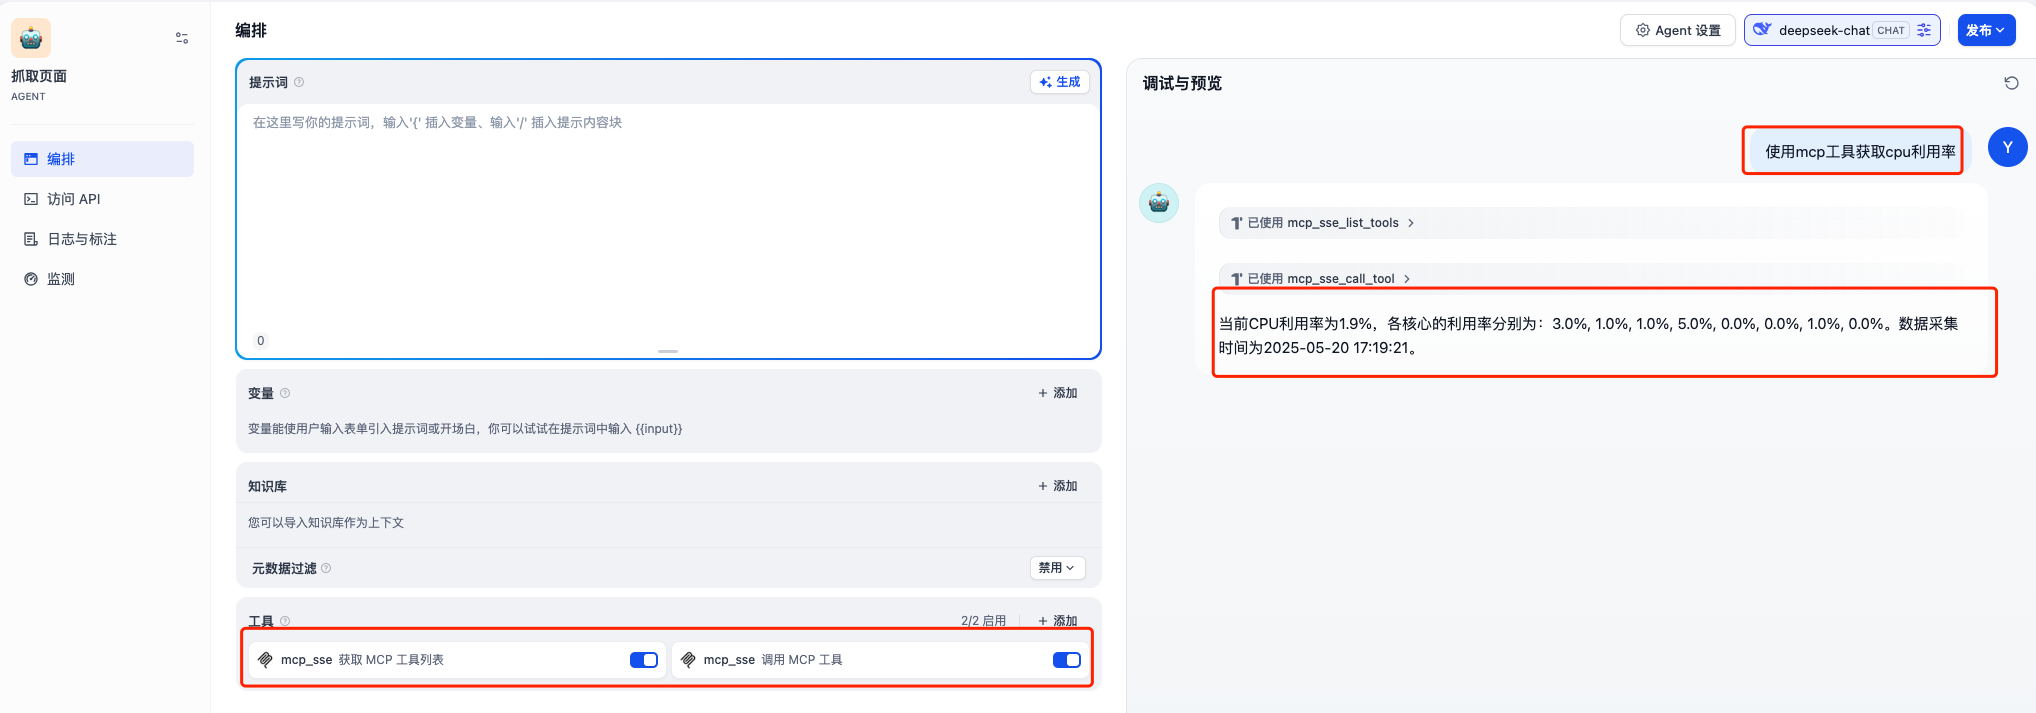 抓取页面
AGENT
编排
访问 API
日志与标注
监测
编排
Agent 设置
deepseek-chat CHAT
发布
提示词
生成
在这里写你的提示词，输入'{' 插入变量、输入'/' 插入提示内容块
0
变量
+ 添加
变量能使用户输入表单引入提示词或开场白，你可以试试在提示词中输入 {{input}}
知识库
+ 添加
您可以导入知识库作为上下文
元数据过滤
禁用
工具
2/2 启用
+ 添加
mcp_sse 获取 MCP 工具列表
mcp_sse 调用 MCP 工具
调试与预览
使用mcp工具获取cpu利用率
Y
已使用 mcp_sse_list_tools
已使用 mcp_sse_call_tool
当前CPU利用率为1.9%，各核心的利用率分别为：3.0%, 1.0%, 1.0%, 5.0%, 0.0%, 0.0%, 1.0%, 0.0%。数据采集
时间为2025-05-20 17:19:21。